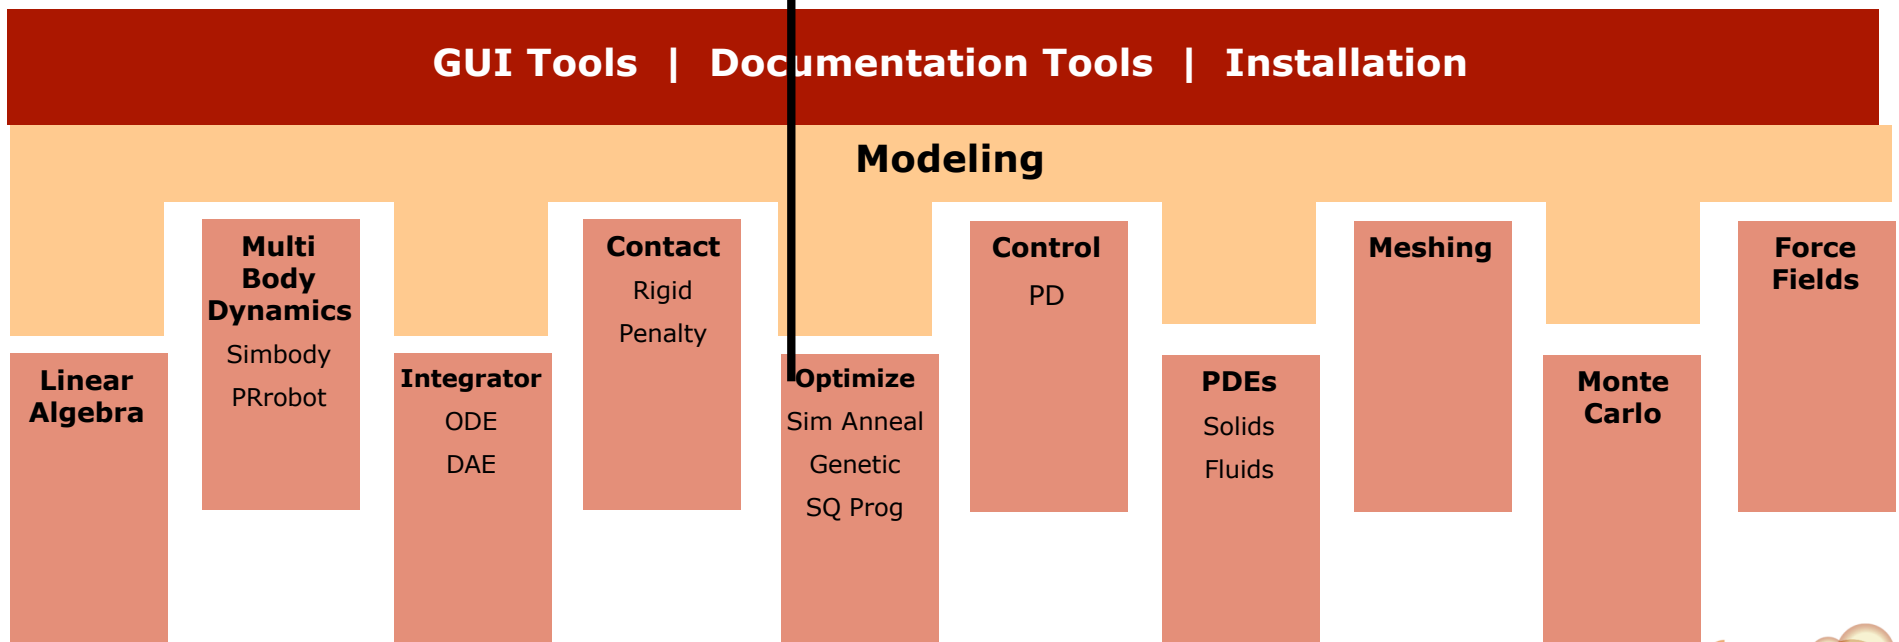 GUI Tools | Documentation Tools | Installation
Modeling
Linear
Algebra
Multi
Body
Dynamics
Simbody
PRrobot
Integrator
ODE
DAE
Contact
Rigid
Penalty
Optimize
Sim Anneal
Genetic
SQ Prog
Control
PD
PDEs
Solids
Fluids
Meshing
Monte
Carlo
Force
Fields